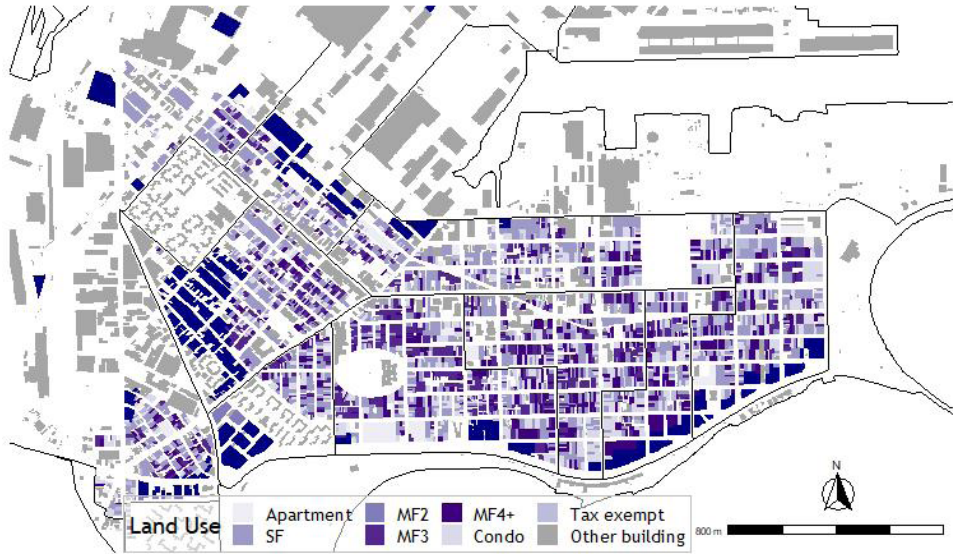 N
Land Use
Apartment MF2 MF4+ Tax exempt
SF MF3 Condo Other building
800 m